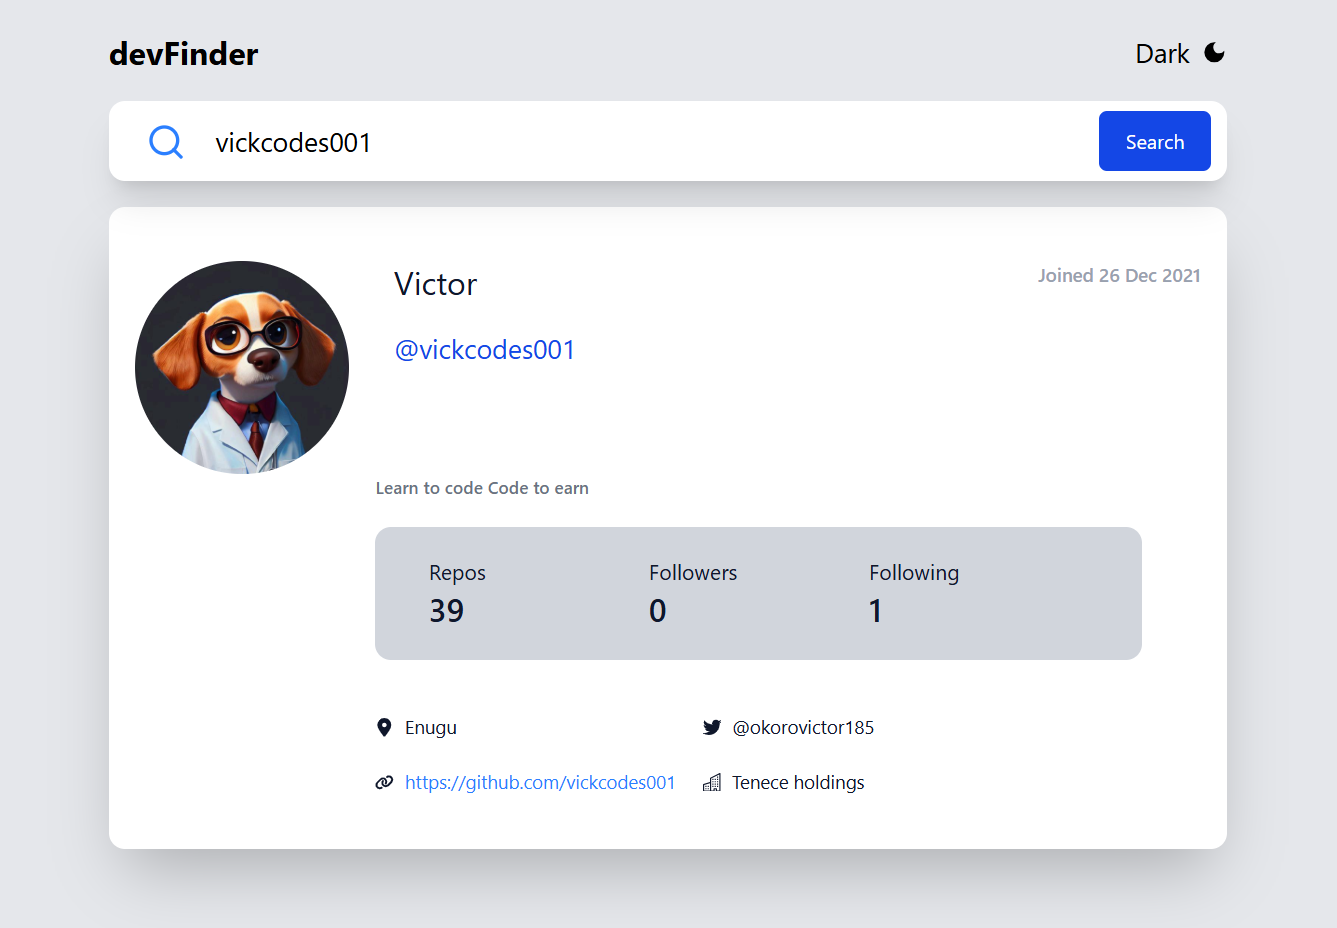 devFinder
Dark
vickcodes001
Search
Victor
Joined 26 Dec 2021
@vickcodes001
Learn to code Code to earn
Repos Followers Following
39 0 1
Enugu @okorovictor185
https://github.com/vickcodes001 Tenece holdings